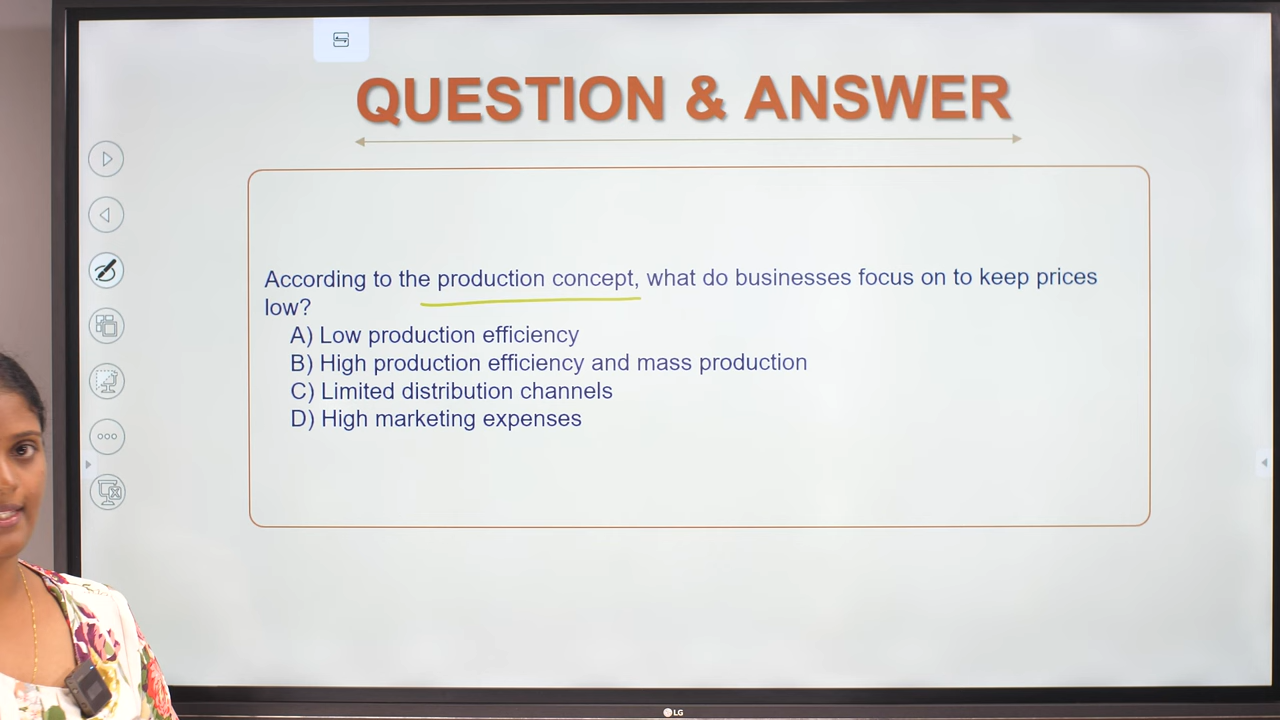 QUESTION & ANSWER
According to the production concept, what do businesses focus on to keep prices
low?
A) Low production efficiency
B) High production efficiency and mass production
C) Limited distribution channels
D) High marketing expenses
LG